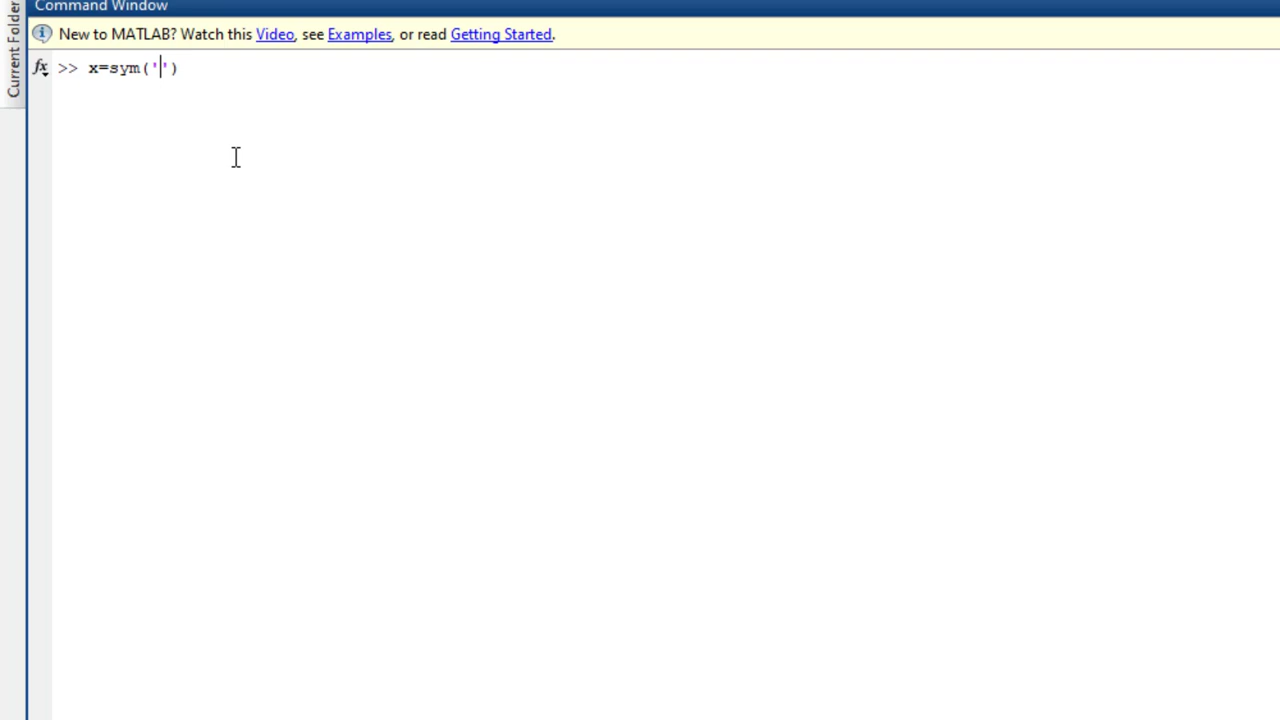 Command Window
Current Folder
New to MATLAB? Watch this Video, see Examples, or read Getting Started.
fx >> x=sym('')